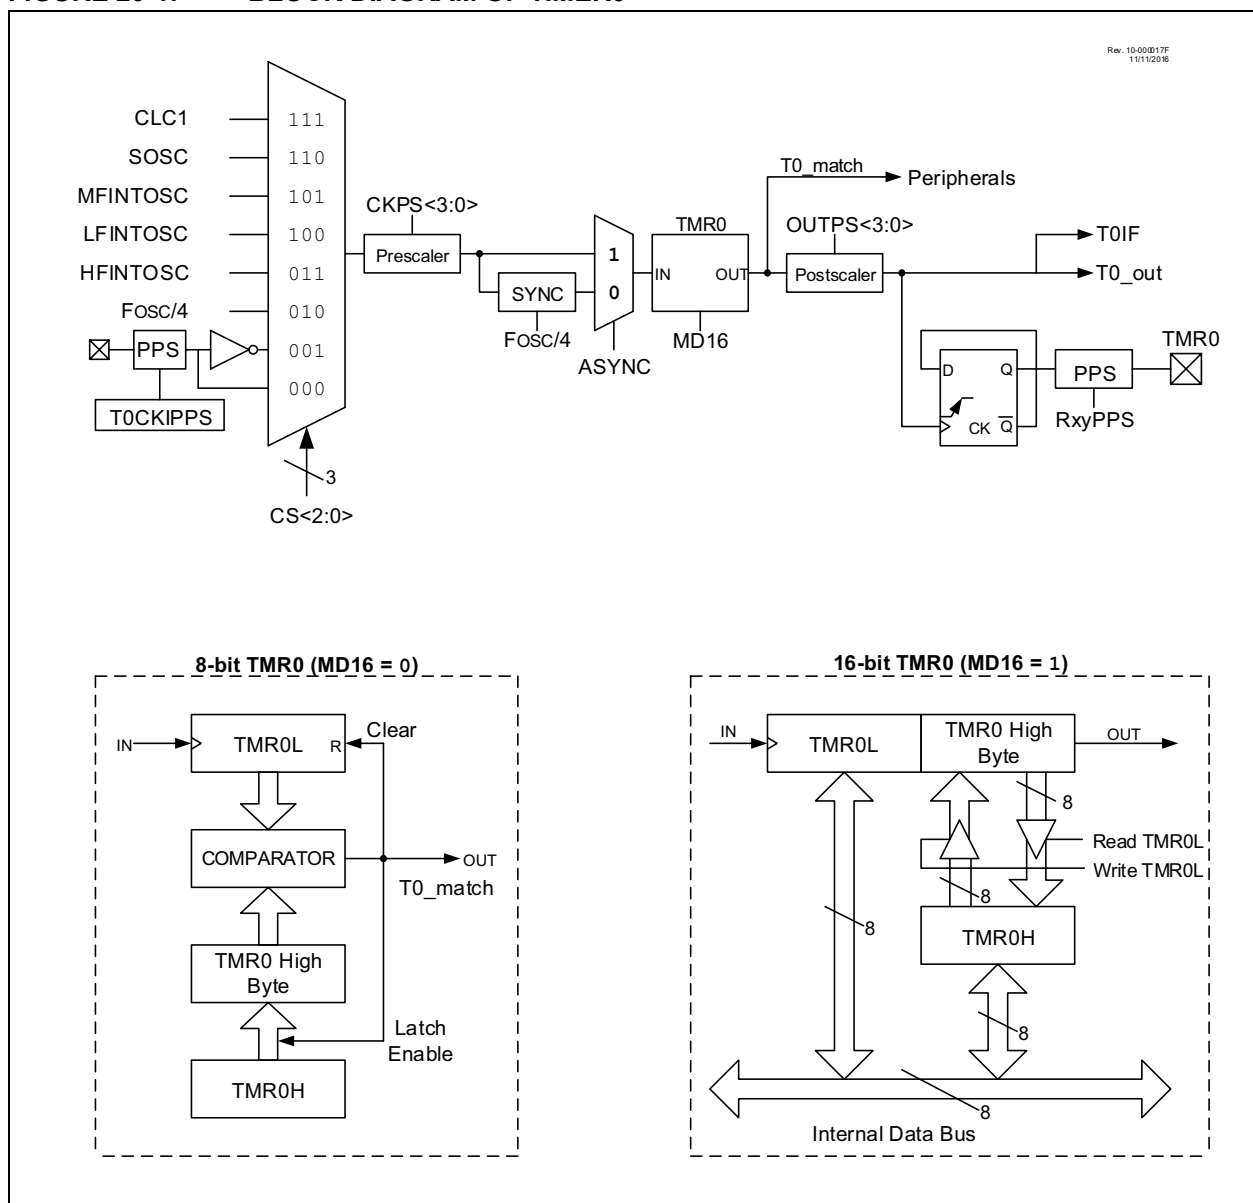 Rev. 10-000017F
11/11/2016
CLC1
111
SOSC
110
MFINTOSC
101
LFINTOSC
100
HFINTOSC
011
FOSC/4
010
PPS
001
000
T0CKIPPS
3
CS<2:0>
CKPS<3:0>
Prescaler
SYNC
FOSC/4
1
0
ASYNC
TMR0
IN
OUT
MD16
T0_match
Peripherals
OUTPS<3:0>
Postscaler
T0IF
T0_out
D
Q
CK
Q
PPS
RxyPPS
TMR0
8-bit TMR0 (MD16 = 0)
IN
TMR0L
R
Clear
COMPARATOR
OUT
T0_match
TMR0 High
Byte
Latch
Enable
TMR0H
16-bit TMR0 (MD16 = 1)
IN
TMR0L
TMR0 High
Byte
OUT
8
Read TMR0L
Write TMR0L
8
TMR0H
8
8
8
Internal Data Bus